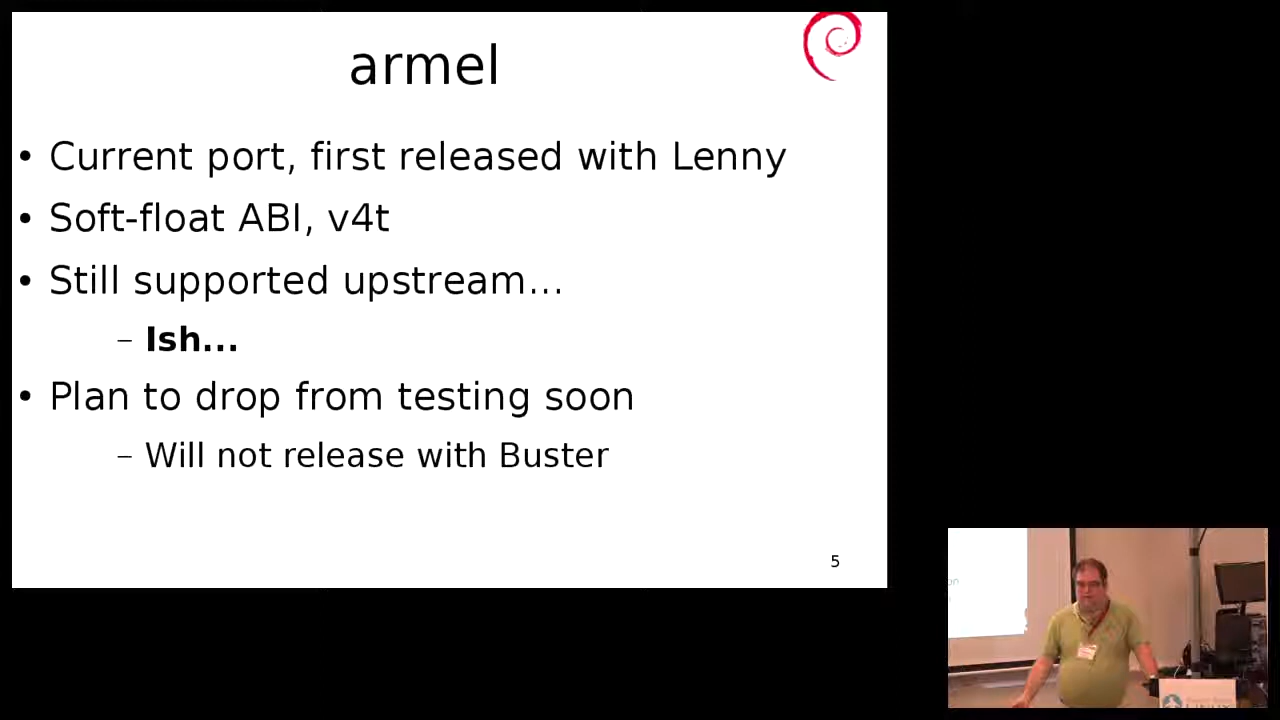 armel
• Current port, first released with Lenny
• Soft-float ABI, v4t
• Still supported upstream...
– Ish...
• Plan to drop from testing soon
– Will not release with Buster
5